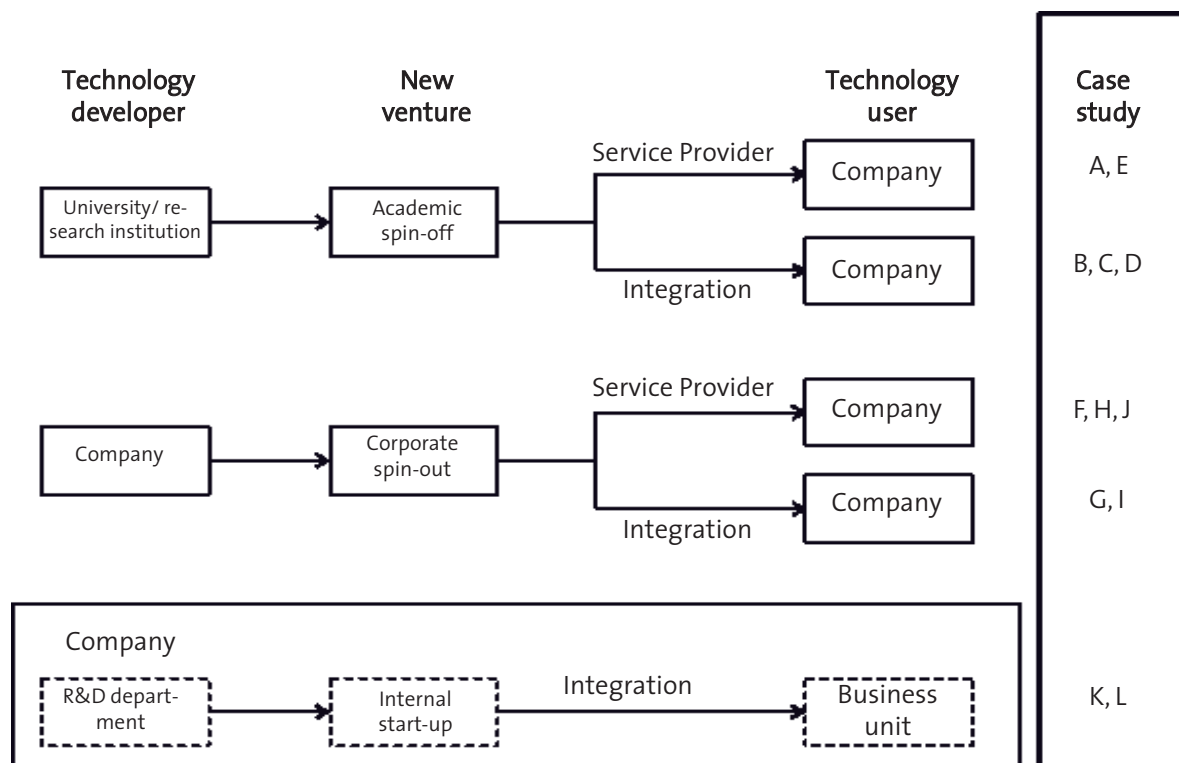 Technology
developer
New
venture
Technology
user
Case
study
Service Provider
Company
A, E
University/ re-
search institution
Academic
spin-off
Company
B, C, D
Integration
Service Provider
Company
F, H, J
Company
Corporate
spin-out
Company
G, I
Integration
Company
R&D depart-
ment
Internal
start-up
Integration
Business
unit
K, L